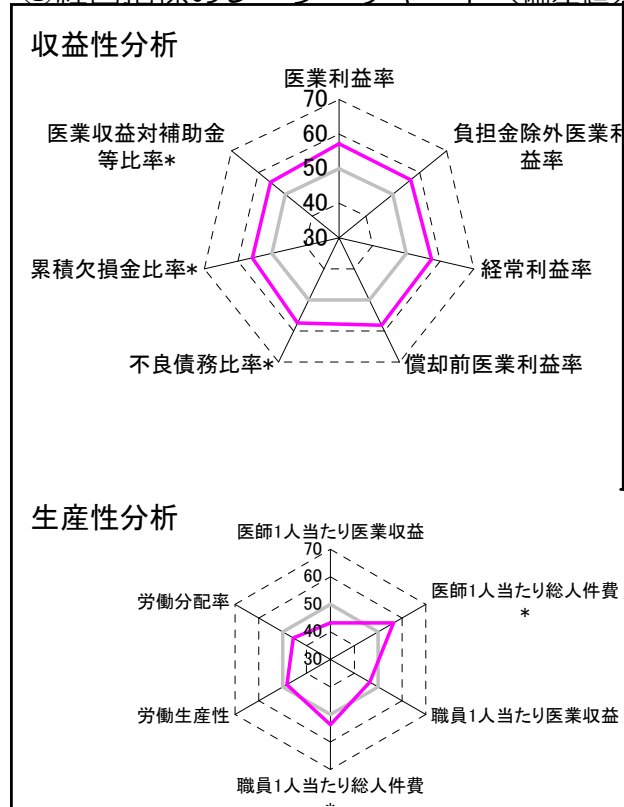 収益性分析
医業利益率
70
60
50
40
30
負担金除外医業利
益率
経常利益率
償却前医業利益率
不良債務比率*
累積欠損金比率*
医業収益対補助金
等比率*
生産性分析
医師1人当たり医業収益
70
60
50
40
30
医師1人当たり総人件費
*
職員1人当たり医業収益
職員1人当たり総人件費
*
労働生産性
労働分配率